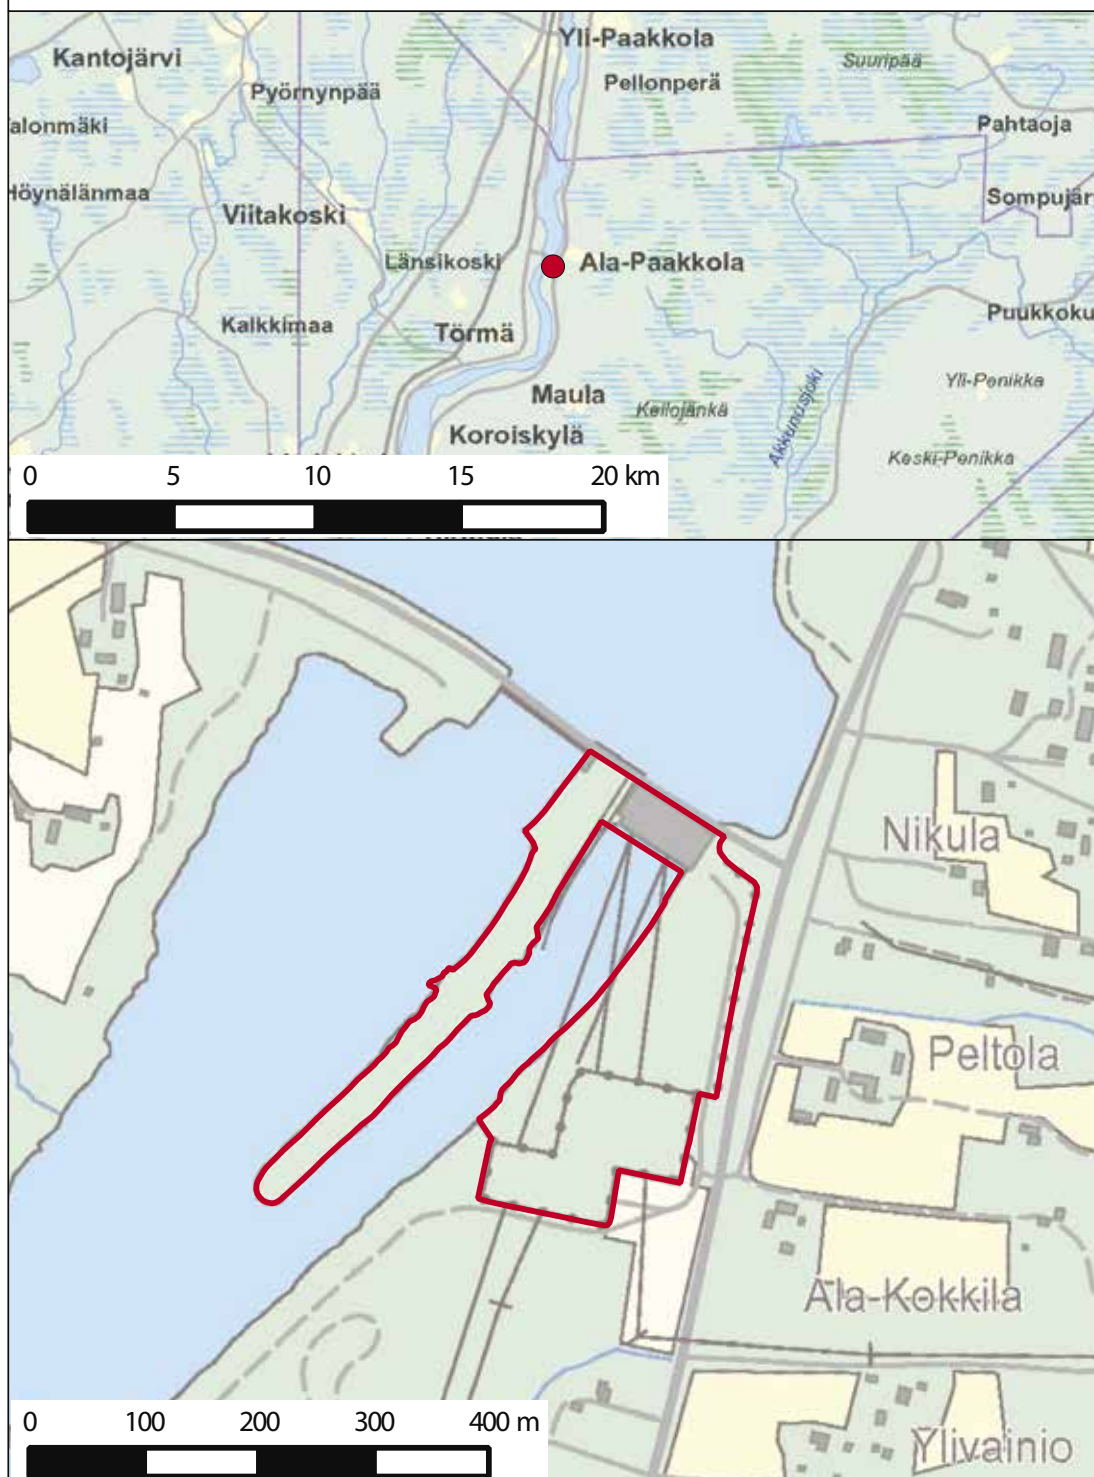 Yli-Paakkola
Kantojärvi
Suuripää
Pellonperä
Pyörnynpää
alonmäki
Pahtaoja
Höynälänmaa
Sompujär
Viitakoski
Länsikoski
Ala-Paakkola
Puukkoku
Kalkkimaa
Törmä
Yli-Penikka
Maula
Keilojänkä
Akkunusjoki
Koroiskylä
Keski-Penikka
0 5 10 15 20 km
Nikula
Peltola
Ala-Kokkila
0 100 200 300 400 m
Ylivainio